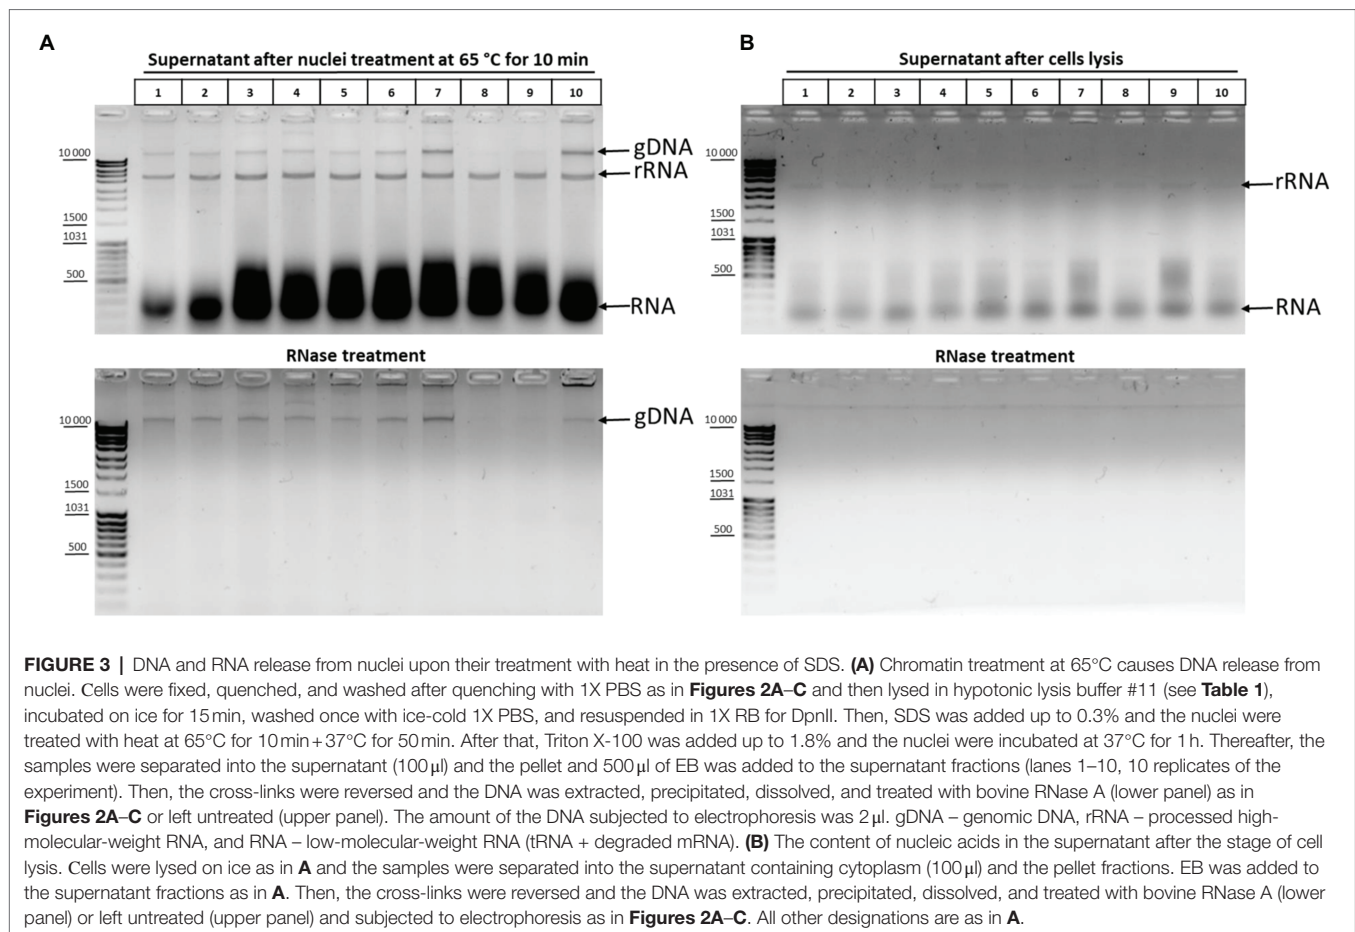 A
B
Supernatant after nuclei treatment at 65 °C for 10 min
Supernatant after cells lysis
1 2 3 4 5 6 7 8 9 10
1 2 3 4 5 6 7 8 9 10
10 000
1500
1031
500
gDNA
rRNA
RNA
10 000
1500
1031
500
rRNA
RNA
RNase treatment
RNase treatment
10 000
1500
1031
500
gDNA
10 000
1500
1031
500
FIGURE 3 | DNA and RNA release from nuclei upon their treatment with heat in the presence of SDS. (A) Chromatin treatment at 65°C causes DNA release from
nuclei. Cells were fixed, quenched, and washed after quenching with 1X PBS as in Figures 2A–C and then lysed in hypotonic lysis buffer #11 (see Table 1),
incubated on ice for 15 min, washed once with ice-cold 1X PBS, and resuspended in 1X RB for DpnII. Then, SDS was added up to 0.3% and the nuclei were
treated with heat at 65°C for 10 min + 37°C for 50 min. After that, Triton X-100 was added up to 1.8% and the nuclei were incubated at 37°C for 1 h. Thereafter, the
samples were separated into the supernatant (100 μl) and the pellet and 500 μl of EB was added to the supernatant fractions (lanes 1–10, 10 replicates of the
experiment). Then, the cross-links were reversed and the DNA was extracted, precipitated, dissolved, and treated with bovine RNase A (lower panel) as in
Figures 2A–C or left untreated (upper panel). The amount of the DNA subjected to electrophoresis was 2 μl. gDNA – genomic DNA, rRNA – processed high-
molecular-weight RNA, and RNA – low-molecular-weight RNA (tRNA + degraded mRNA). (B) The content of nucleic acids in the supernatant after the stage of cell
lysis. Cells were lysed on ice as in A and the samples were separated into the supernatant containing cytoplasm (100 μl) and the pellet fractions. EB was added to
the supernatant fractions as in A. Then, the cross-links were reversed and the DNA was extracted, precipitated, dissolved, and treated with bovine RNase A (lower
panel) or left untreated (upper panel) and subjected to electrophoresis as in Figures 2A–C. All other designations are as in A.